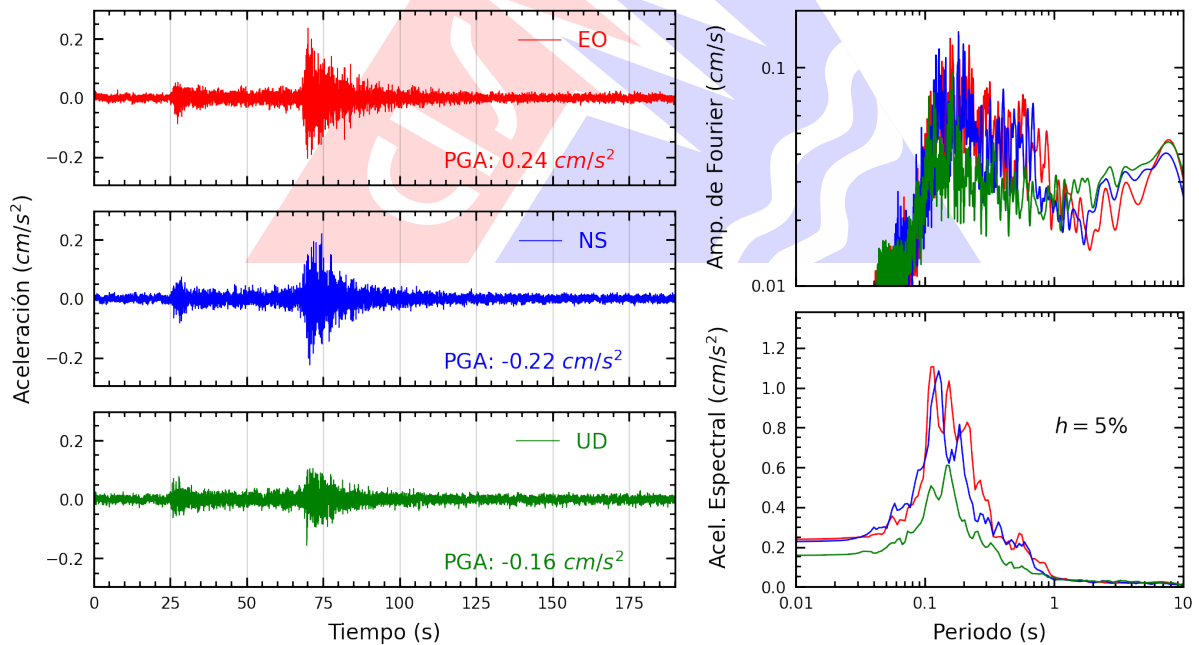 Aceleración (cm/s²)
0.2
0.0
−0.2
EO
PGA: 0.24 cm/s²
0.2
0.0
−0.2
NS
PGA: -0.22 cm/s²
0.2
0.0
−0.2
UD
PGA: -0.16 cm/s²
0 25 50 75 100 125 150 175
Tiempo (s)
Amp. de Fourier (cm/s)
0.1
0.01
Acel. Espectral (cm/s²)
1.2
1.0
0.8
0.6
0.4
0.2
0.0
h = 5%
0.01 0.1 1 10
Periodo (s)